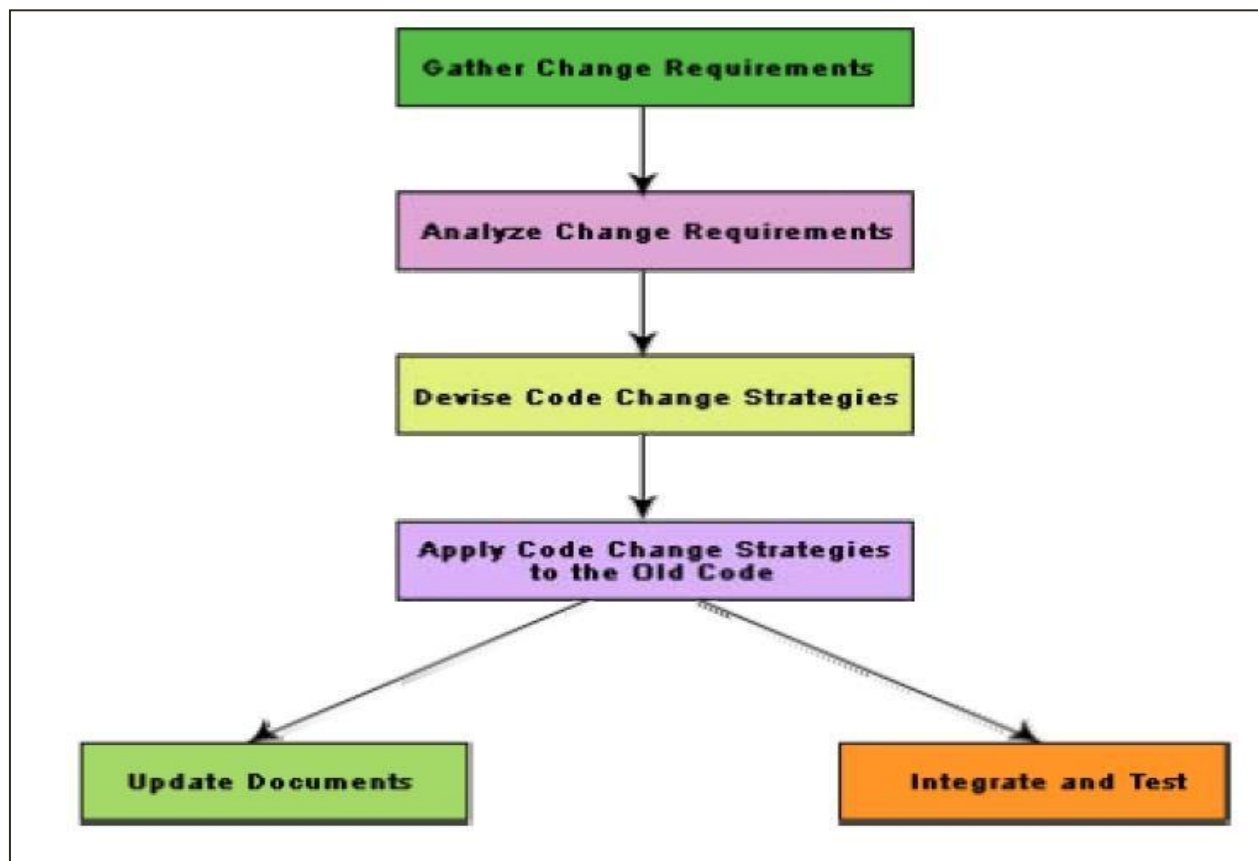 Gather Change Requirements
Analyze Change Requirements
Devise Code Change Strategies
Apply Code Change Strategies
to the Old Code
Update Documents
Integrate and Test